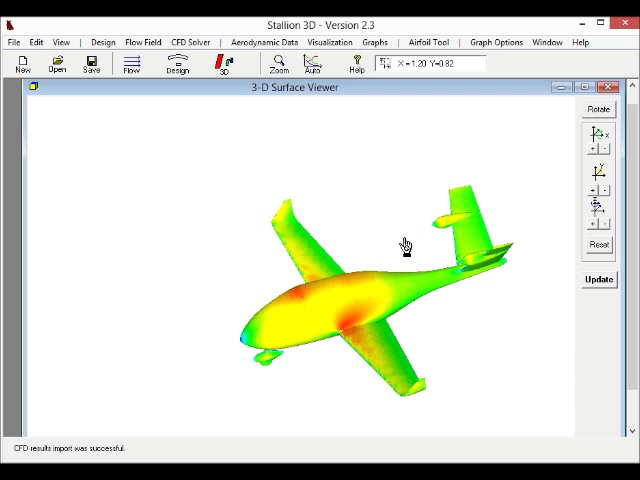 Stallion 3D - Version 2.3
File Edit View Design Flow Field CFD Solver Aerodynamic Data Visualization Graphs Airfoil Tool Graph Options Window Help
New Open Save Flow Design 3D Zoom Auto Help X = 1.20 Y=0.82
3-D Surface Viewer
Rotate
x
+ -
Y
+ -
z
+ -
Reset
Update
CFD results import was successful.